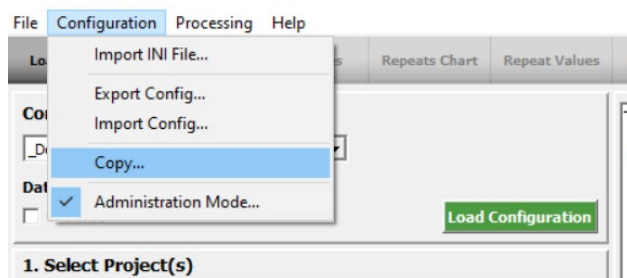 File Configuration Processing Help
Import INI File...
Repeats Chart Repeat Values
Export Config...
Import Config...
Copy...
Administration Mode...
Load Configuration
1. Select Project(s)